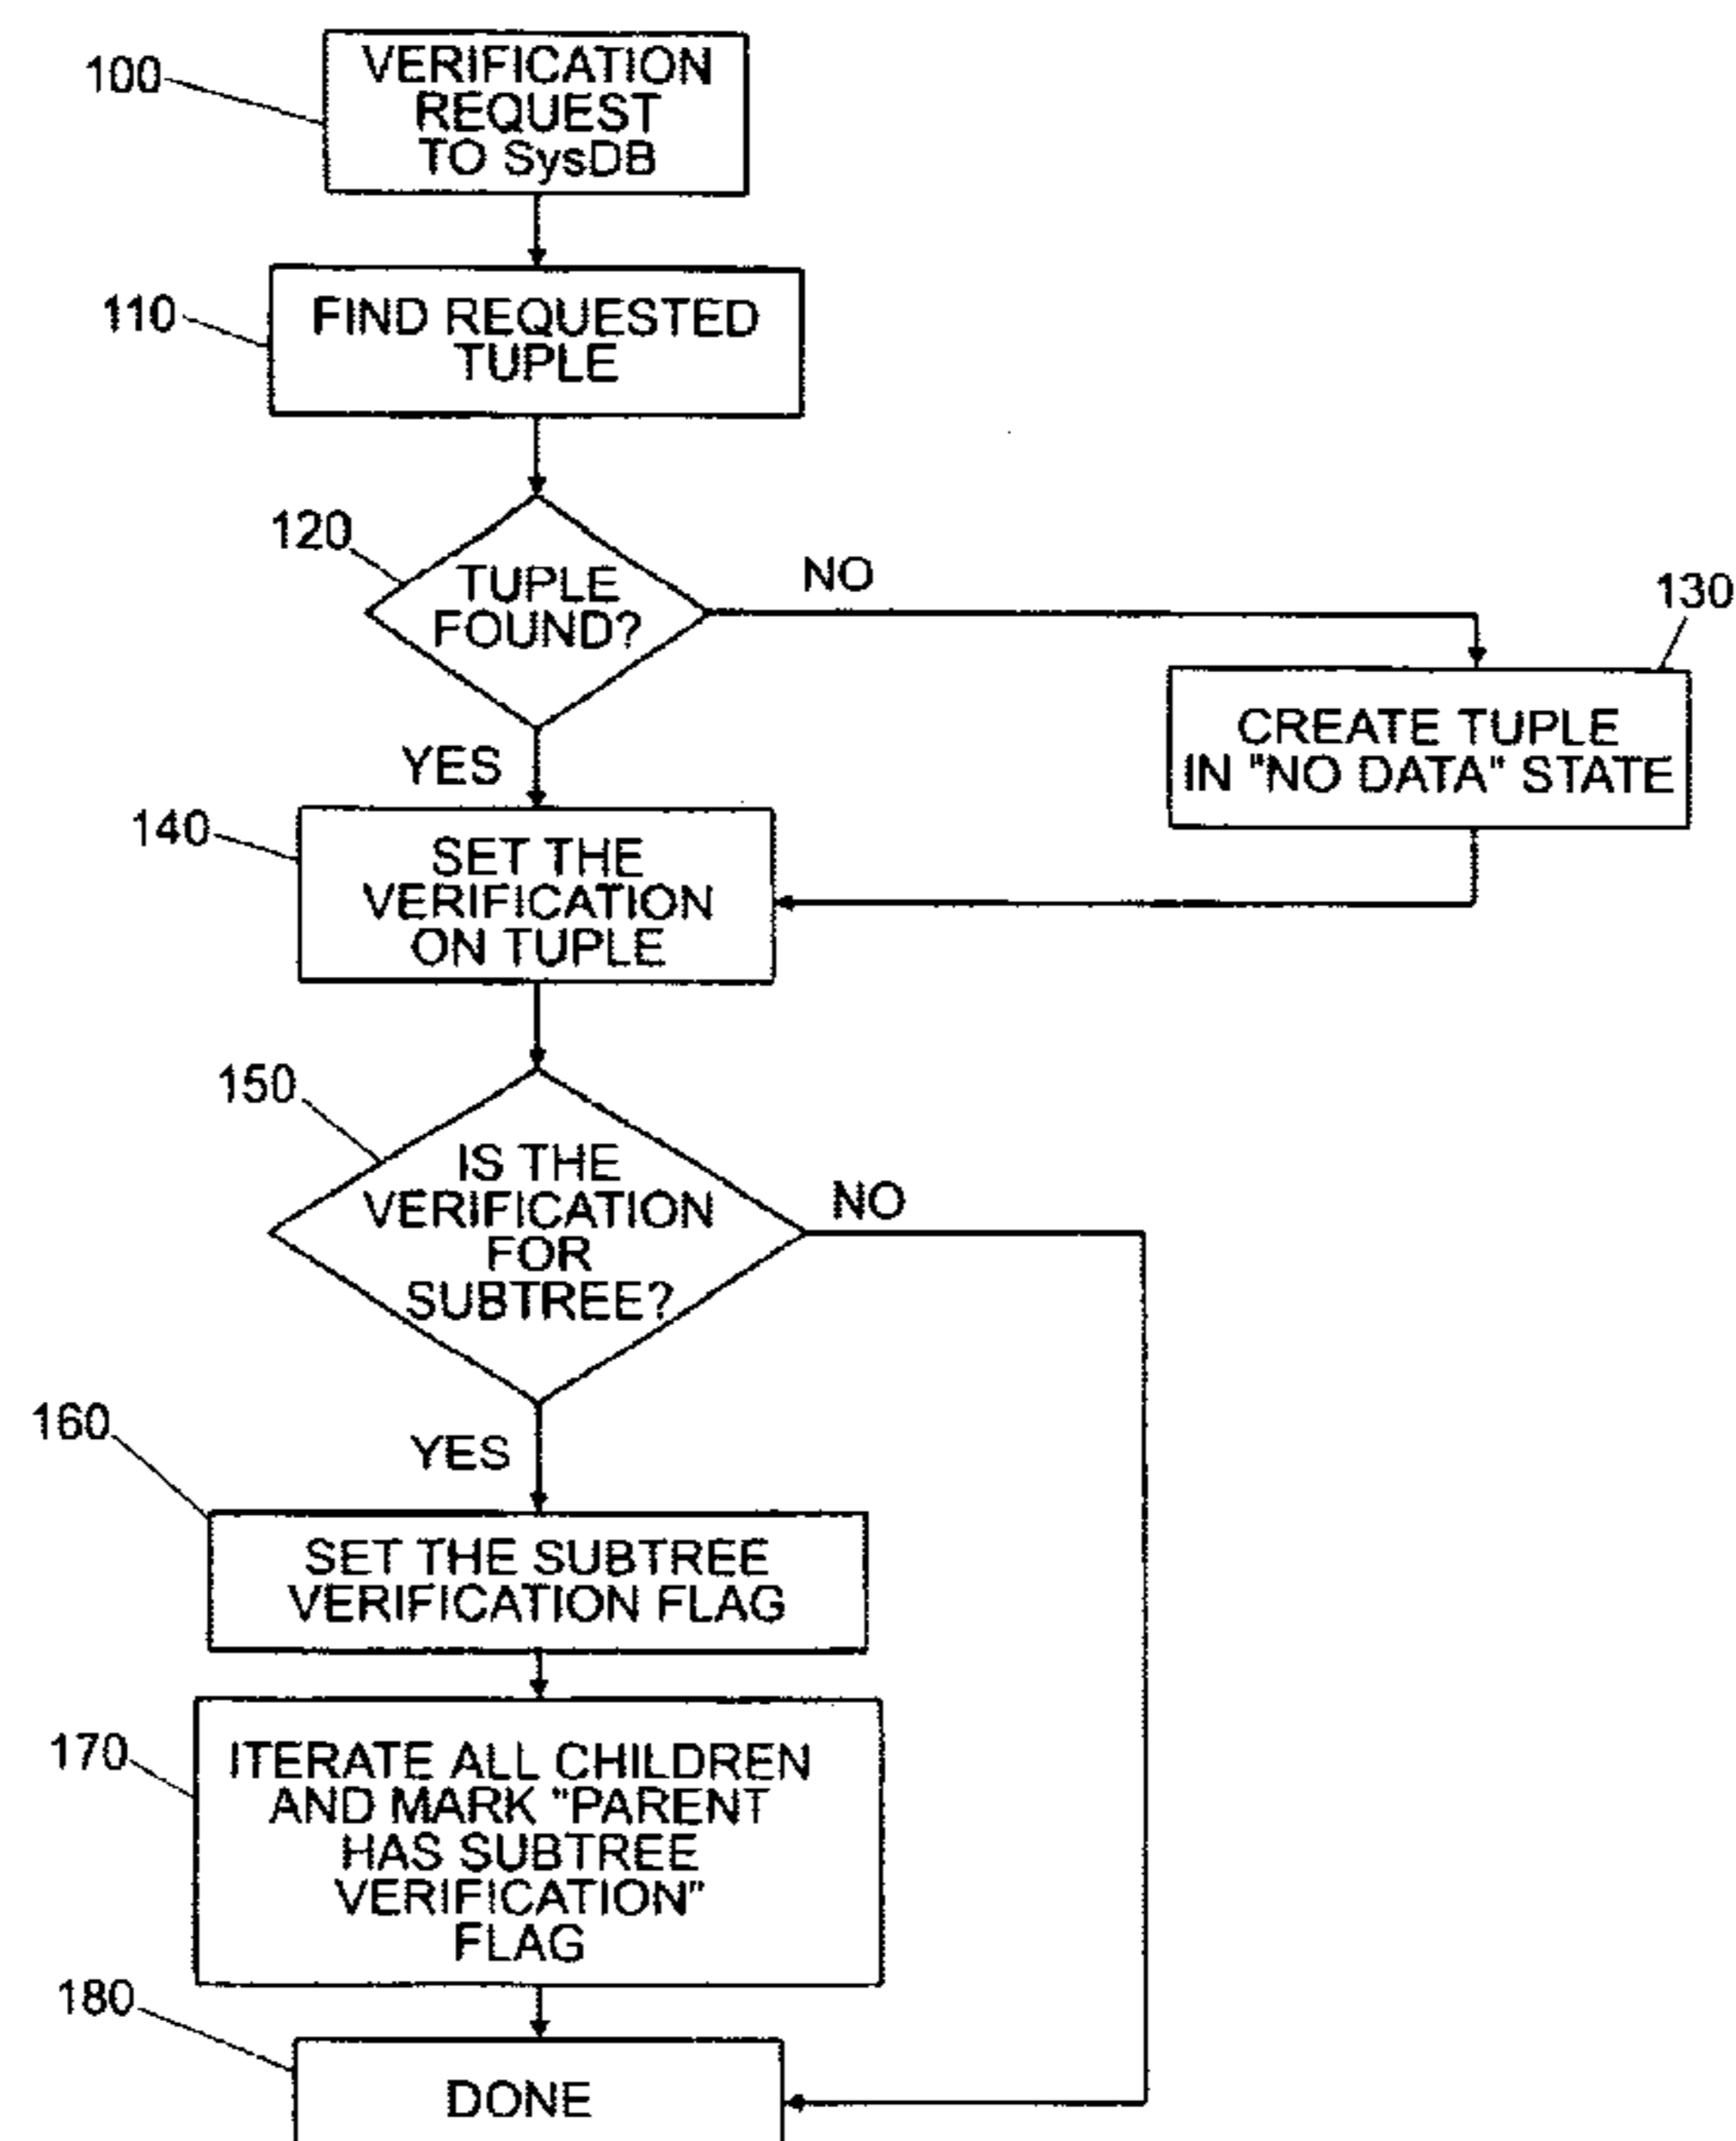 100
VERIFICATION
REQUEST
TO SysDB
110
FIND REQUESTED
TUPLE
120
TUPLE
FOUND?
NO
130
CREATE TUPLE
IN "NO DATA" STATE
YES
140
SET THE
VERIFICATION
ON TUPLE
150
IS THE
VERIFICATION
FOR
SUBTREE?
NO
YES
160
SET THE SUBTREE
VERIFICATION FLAG
170
ITERATE ALL CHILDREN
AND MARK "PARENT
HAS SUBTREE
VERIFICATION"
FLAG
180
DONE